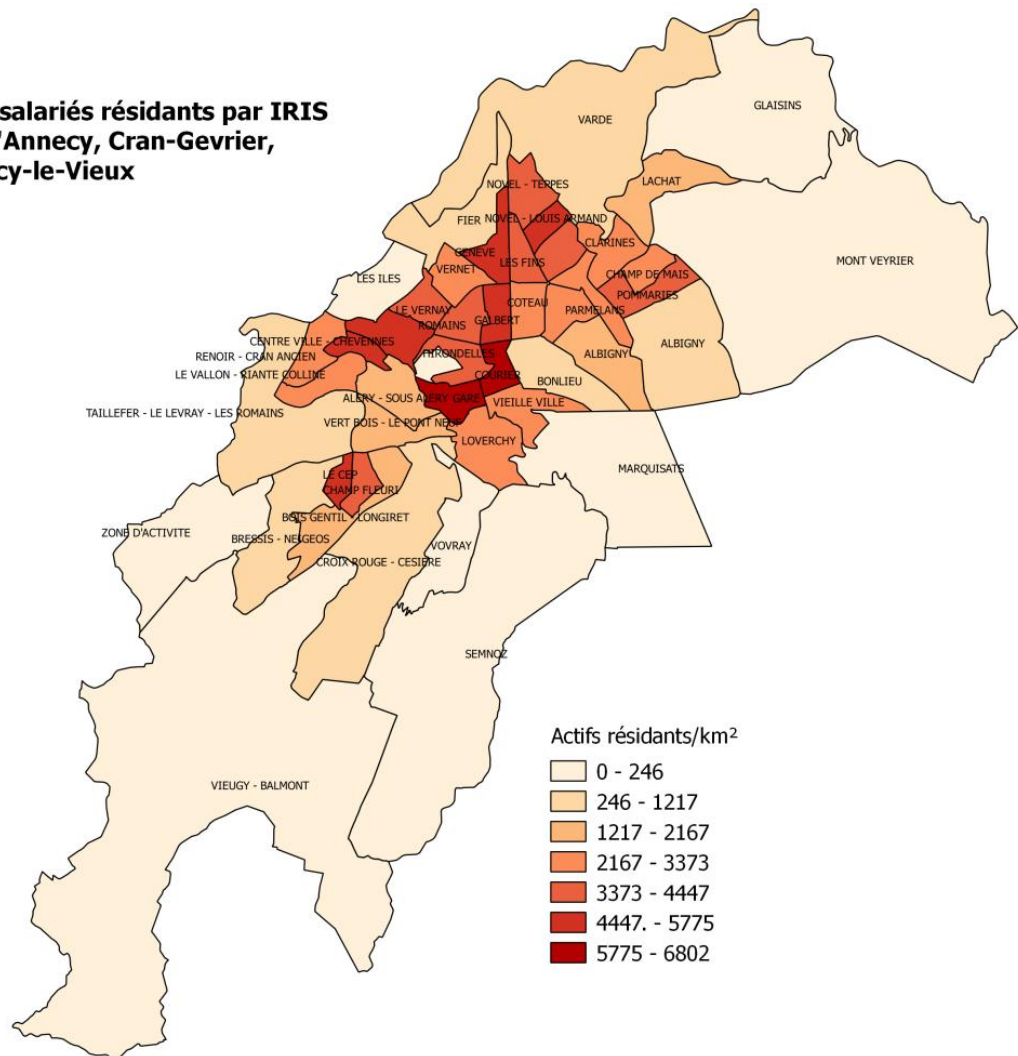 salariés résidants par IRIS
'Annecy, Cran-Gevrier,
cy-le-Vieux
GLAISINS
VARDE
LACHAT
NOVEL - TEPPES
NOVEL - LOUIS ARMAND
FIER
CLARINES
GENEVE
LES FINS
MONT VEYRIER
VERNET
CHAMP DE MAIS
LES ILES
POMMARIES
COTEAU
LE VERNAY
PARMELANS
GALBERT
ROMAINS
CENTRE VILLE - CHEVENNES
ALBIGNY
HIRONDELLES
ALBIGNY
RENOIR - CRAN ANCIEN
LE VALLON - RIANTE COLLINE
COURIER
BONLIEU
ALERY - SOUS ALERY
GARE
VIEILLE VILLE
TAILLEFER - LE LEVRAY - LES ROMAINS
VERT BOIS - LE PONT NEUF
LOVERCHY
MARQUISATS
LE CEP
CHAMP FLEURI
BOIS GENTIL - LONGIRET
ZONE D'ACTIVITE
BRESSIS - NEIGEOS
VOVRAY
CROIX ROUGE - CESIERE
SEMNOZ
VIEUGY - BALMONT
Actifs résidants/km²
0 - 246
246 - 1217
1217 - 2167
2167 - 3373
3373 - 4447
4447. - 5775
5775 - 6802